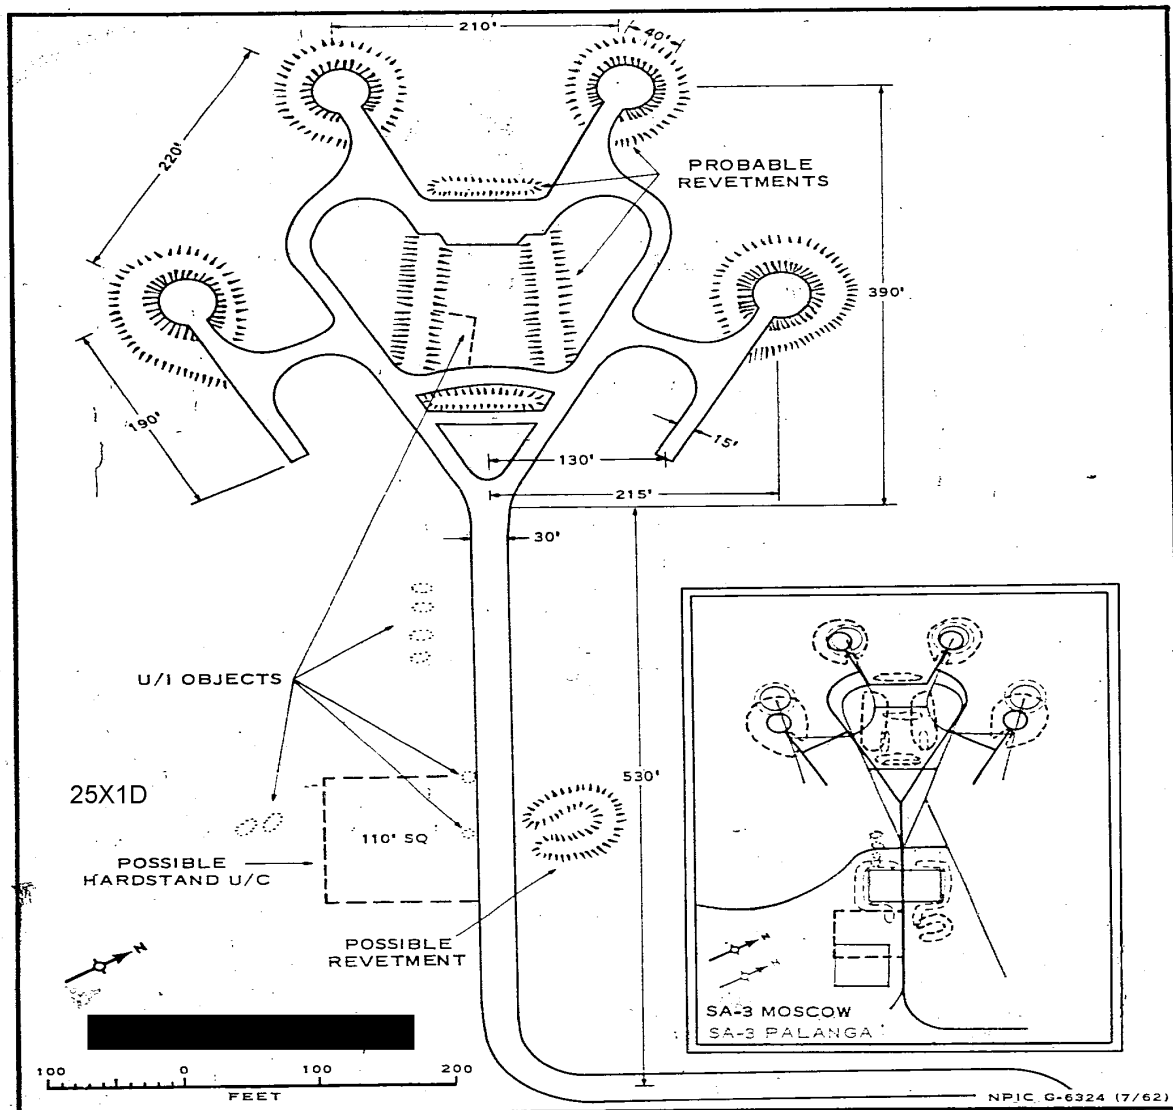 210'
40'
220'
PROBABLE
REVETMENTS
390'
190'
15'
130'
215'
30'
U/I OBJECTS
530'
25X1D
110' SQ
POSSIBLE
HARDSTAND U/C
POSSIBLE
REVETMENT
N
N
N
SA-3 MOSCOW
SA-3 PALANGA
100 0 100 200
FEET
NPIC G-6324 (7/62)